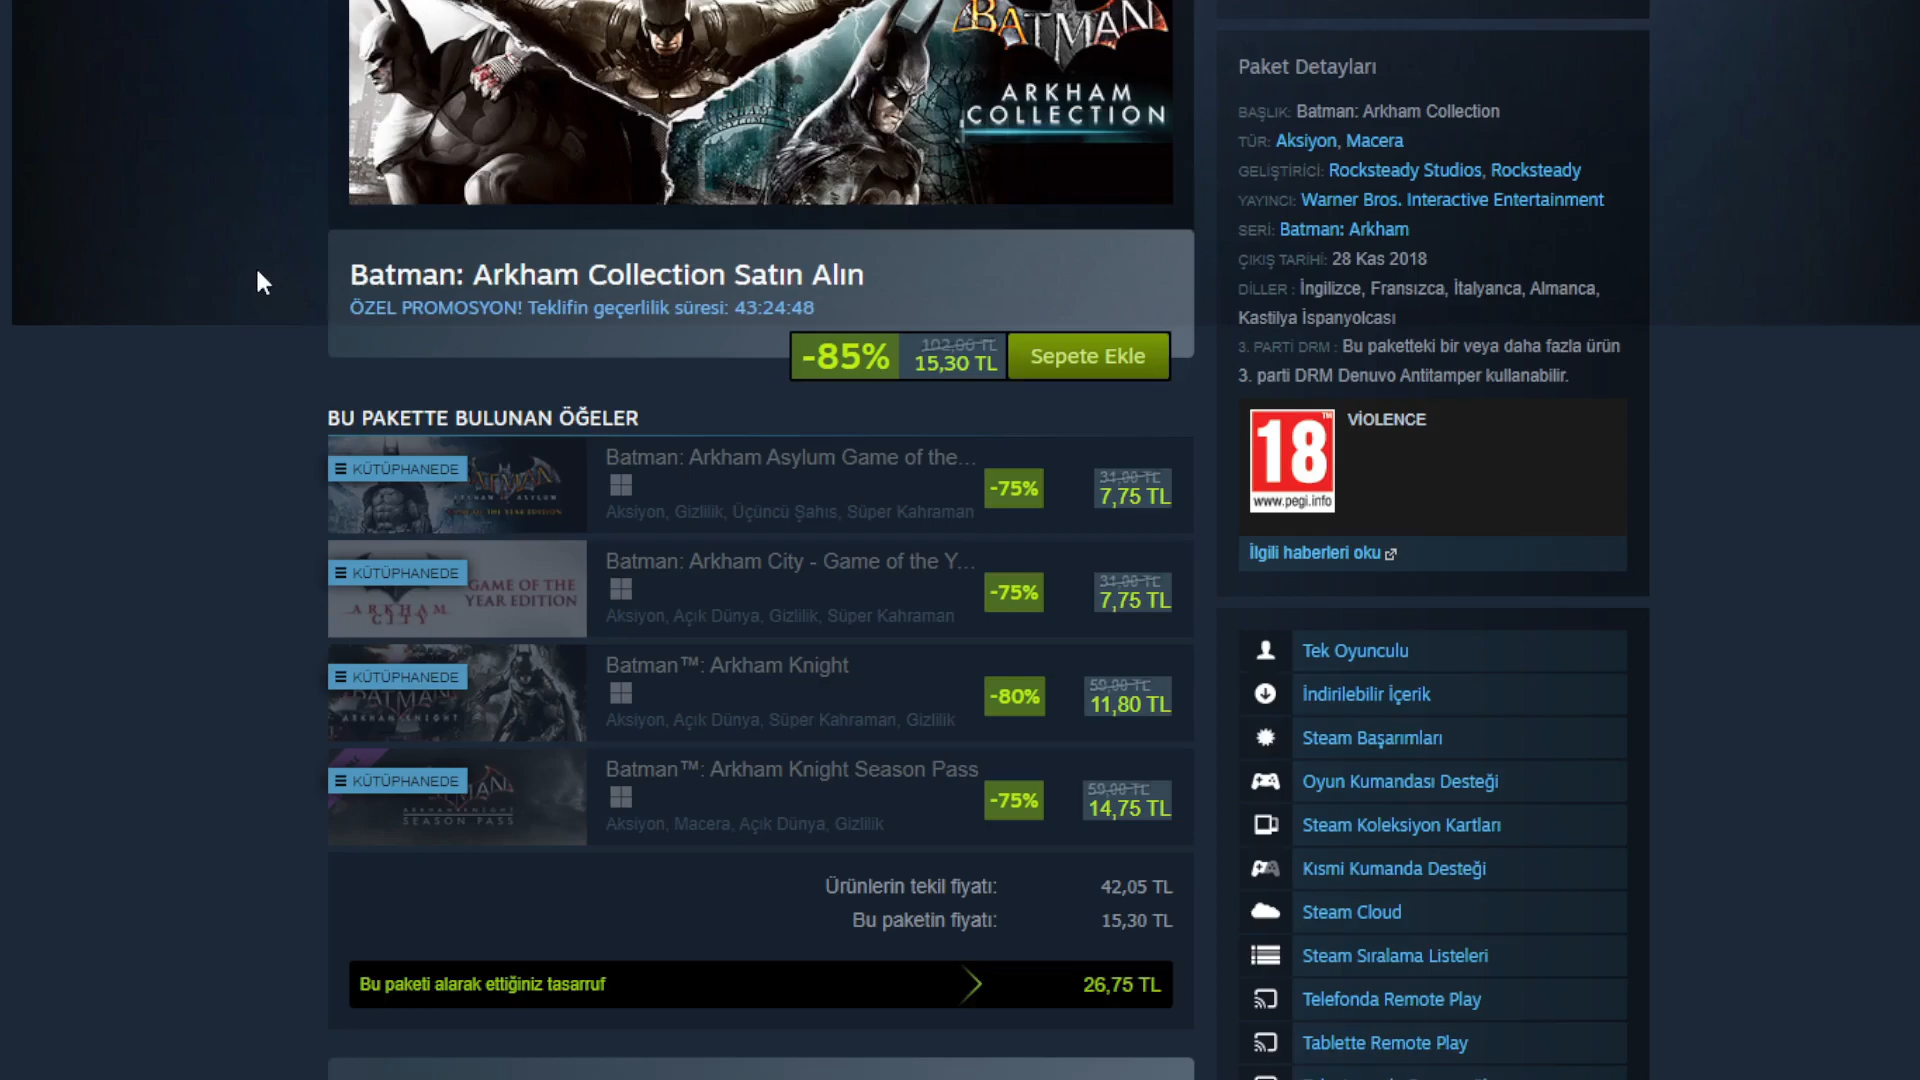 BATMAN
ARKHAM
COLLECTION
Batman: Arkham Collection Satın Alın
ÖZEL PROMOSYON! Teklifin geçerlilik süresi: 43:24:48
-85%
102,00 TL
15,30 TL
Sepete Ekle
BU PAKETTE BULUNAN ÖĞELER
KÜTÜPHANEDE
Batman: Arkham Asylum Game of the...
-75%
31,00 TL
7,75 TL
Aksiyon, Gizlilik, Üçüncü Şahıs, Süper Kahraman
KÜTÜPHANEDE
ARKHAM
CITY
GAME OF THE
YEAR EDITION
Batman: Arkham City - Game of the Y...
-75%
31,00 TL
7,75 TL
Aksiyon, Açık Dünya, Gizlilik, Süper Kahraman
KÜTÜPHANEDE
BATMAN
ARKHAM KNIGHT
Batman™: Arkham Knight
-80%
59,00 TL
11,80 TL
Aksiyon, Açık Dünya, Süper Kahraman, Gizlilik
KÜTÜPHANEDE
SEASON PASS
Batman™: Arkham Knight Season Pass
-75%
59,00 TL
14,75 TL
Aksiyon, Macera, Açık Dünya, Gizlilik
Ürünlerin tekil fiyatı: 42,05 TL
Bu paketin fiyatı: 15,30 TL
Bu paketi alarak ettiğiniz tasarruf 26,75 TL
Paket Detayları
BAŞLIK: Batman: Arkham Collection
TÜR: Aksiyon, Macera
GELİŞTİRİCİ: Rocksteady Studios, Rocksteady
YAYINCI: Warner Bros. Interactive Entertainment
SERİ: Batman: Arkham
ÇIKIŞ TARİHİ: 28 Kas 2018
DİLLER : İngilizce, Fransızca, İtalyanca, Almanca,
Kastilya İspanyolcası
3. PARTİ DRM : Bu paketteki bir veya daha fazla ürün
3. parti DRM Denuvo Antitamper kullanabilir.
18
www.pegi.info
VİOLENCE
İlgili haberleri oku
Tek Oyunculu
İndirilebilir İçerik
Steam Başarımları
Oyun Kumandası Desteği
Steam Koleksiyon Kartları
Kısmi Kumanda Desteği
Steam Cloud
Steam Sıralama Listeleri
Telefonda Remote Play
Tablette Remote Play